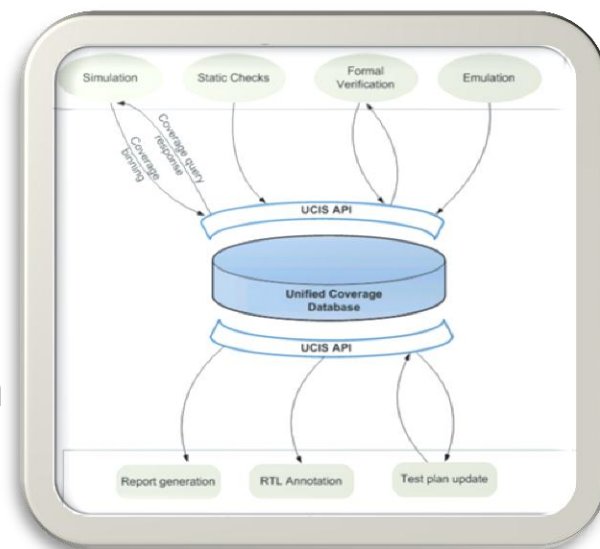 Simulation
Static Checks
Formal
Verification
Emulation
Coverage query
response
Coverage
binning
UCIS API
Unified Coverage
Database
UCIS API
Report generation
RTL Annotation
Test plan update